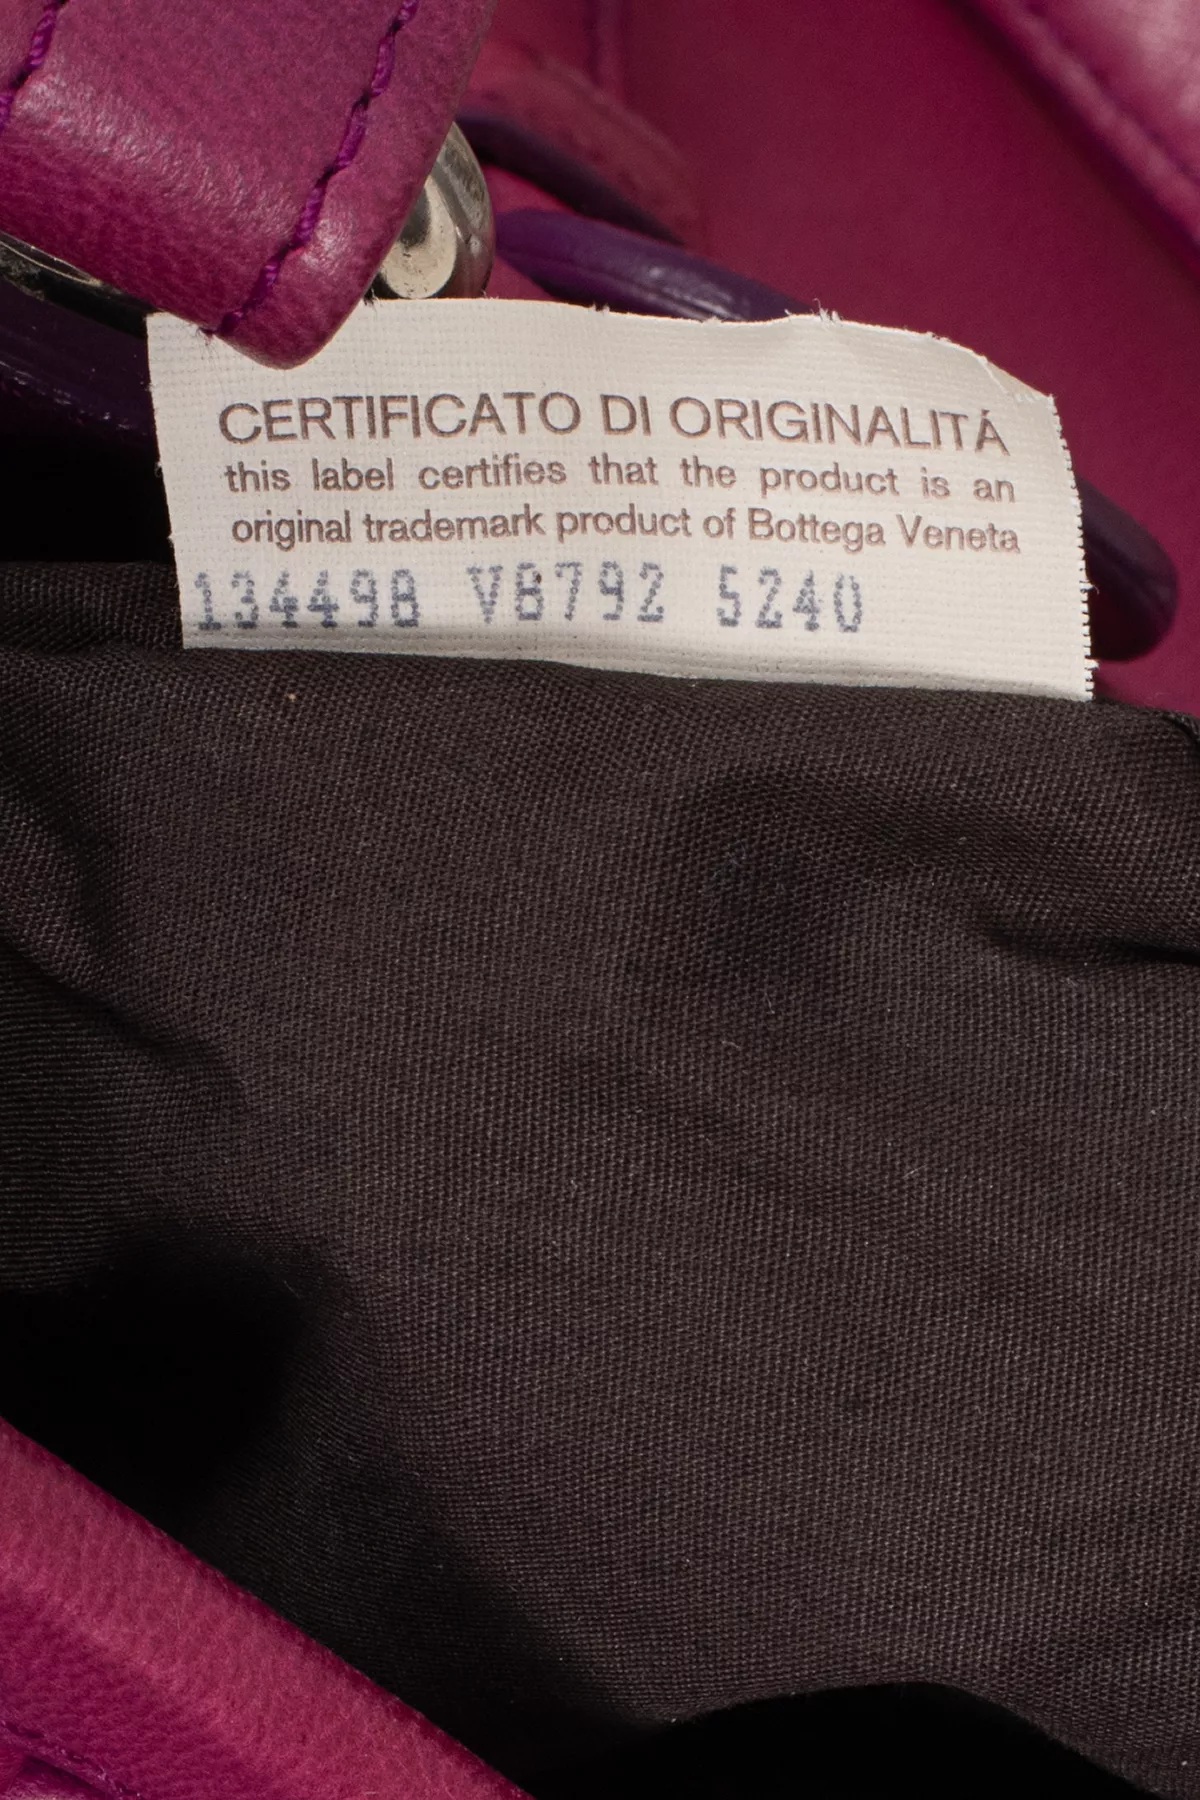 CERTIFICATO DI ORIGINALITÁ
this label certifies that the product is an
original trademark product of Bottega Veneta
134498 V8792 5240